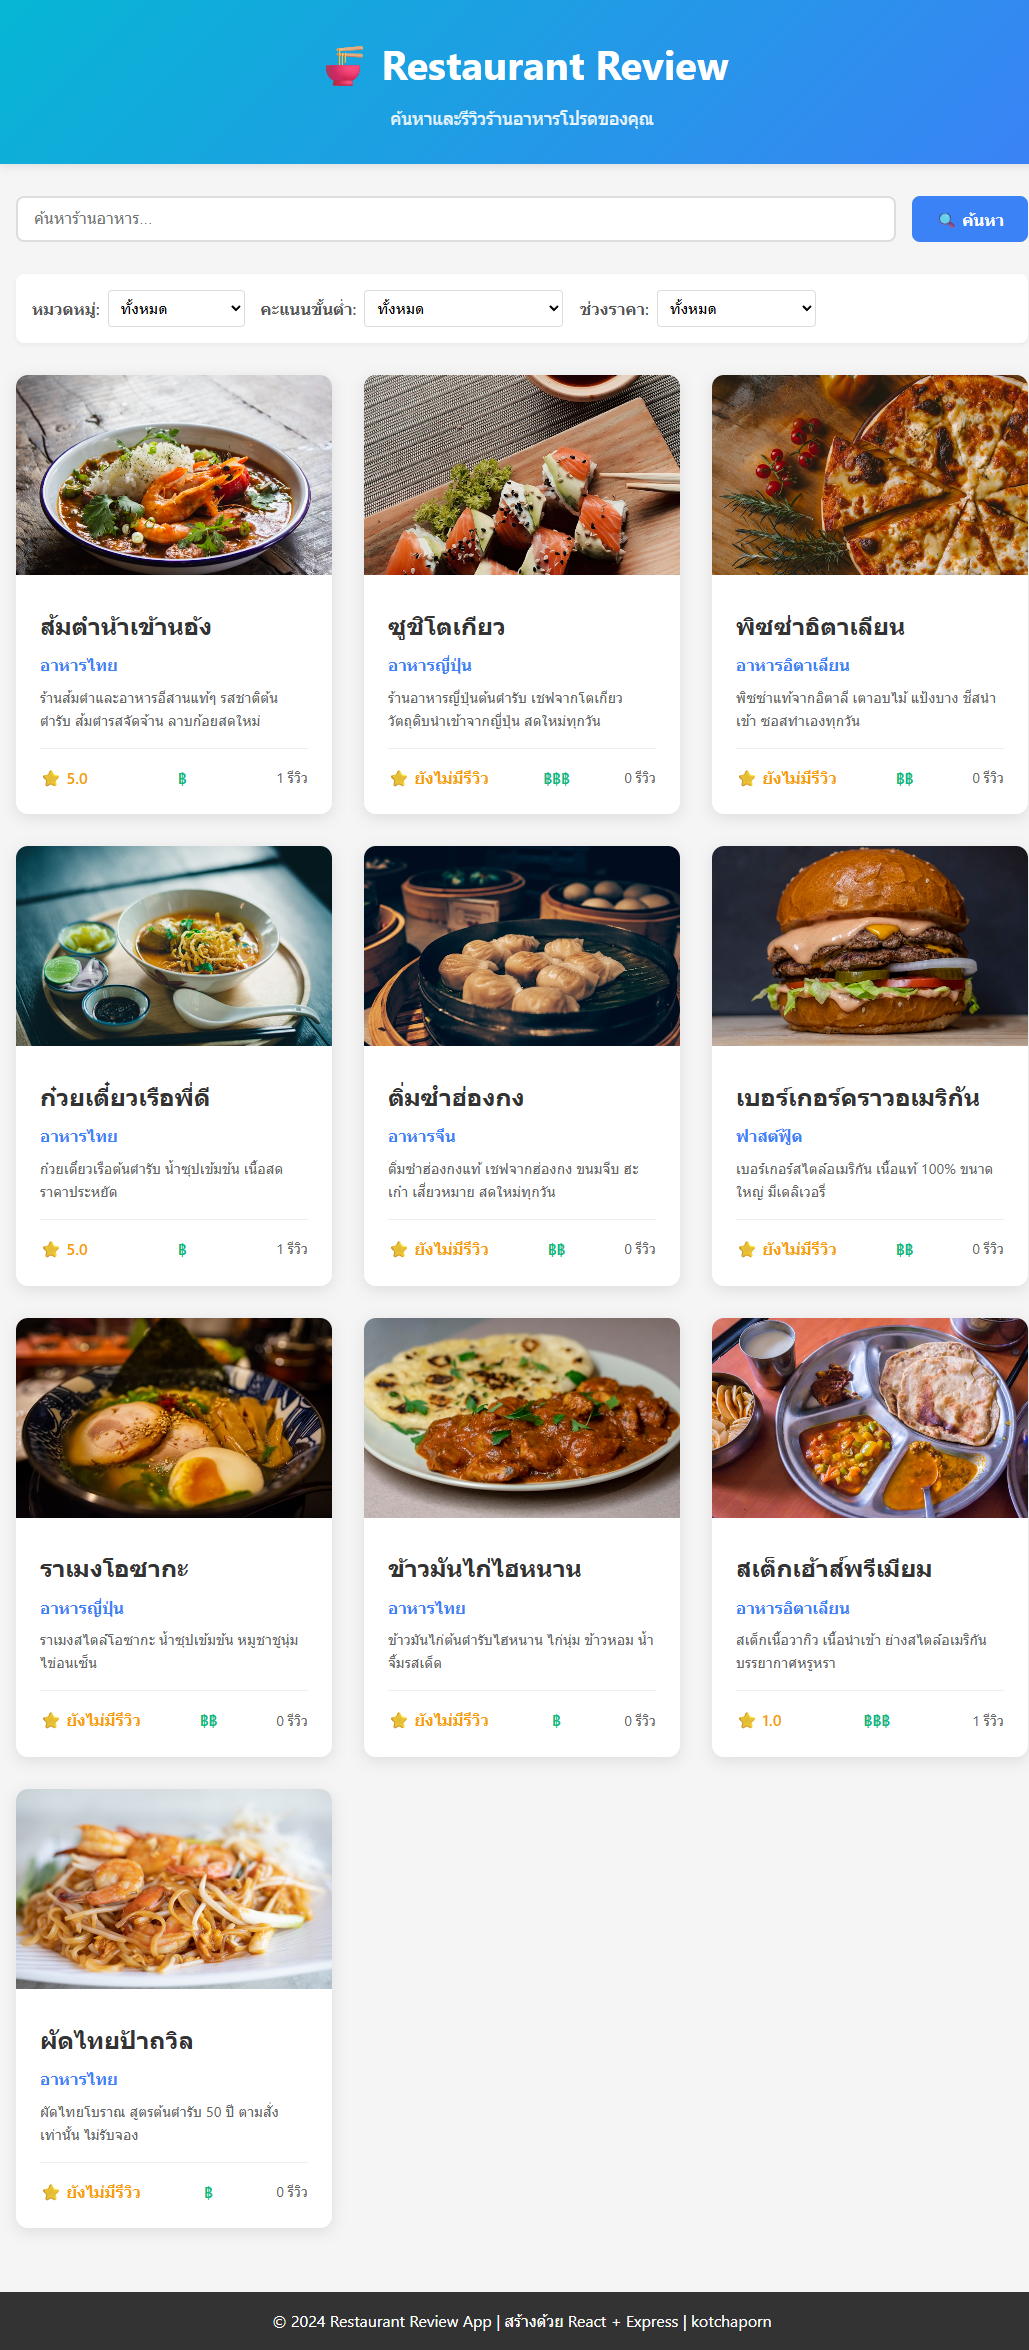 Restaurant Review
ค้นหาและรีวิวร้านอาหารโปรดของคุณ
ค้นหาร้านอาหาร...
ค้นหา
หมวดหมู่: ทั้งหมด คะแนนขั้นต่ำ: ทั้งหมด ช่วงราคา: ทั้งหมด
ส้มตำน้าเข้านอ้ง
อาหารไทย
ร้านส้มตำและอาหารอีสานแท้ๆ รสชาติต้น
ตำรับ ส้มตำรสจัดจ้าน ลาบก้อยสดใหม่
5.0 ฿ 1 รีวิว
ซูชิโตเกียว
อาหารญี่ปุ่น
ร้านอาหารญี่ปุ่นต้นตำรับ เชฟจากโตเกียว
วัตถุดิบนำเข้าจากญี่ปุ่น สดใหม่ทุกวัน
ยังไม่มีรีวิว ฿฿฿ 0 รีวิว
พิซซ่าอิตาเลียน
อาหารอิตาเลียน
พิซซ่าแท้จากอิตาลี เตาอบไม้ แป้งบาง ชีสนำ
เข้า ซอสทำเองทุกวัน
ยังไม่มีรีวิว ฿฿ 0 รีวิว
ก๋วยเตี๋ยวเรือพี่ดี
อาหารไทย
ก๋วยเตี๋ยวเรือต้นตำรับ น้ำซุปเข้มข้น เนื้อสด
ราคาประหยัด
5.0 ฿ 1 รีวิว
ติ่มซำฮ่องกง
อาหารจีน
ติ่มซำฮ่องกงแท้ เชฟจากฮ่องกง ขนมจีบ ฮะ
เก๋า เสี่ยวหมาย สดใหม่ทุกวัน
ยังไม่มีรีวิว ฿฿ 0 รีวิว
เบอร์เกอร์คราวอเมริกัน
ฟาสต์ฟู้ด
เบอร์เกอร์สไตล์อเมริกัน เนื้อแท้ 100% ขนาด
ใหญ่ มีเดลิเวอรี่
ยังไม่มีรีวิว ฿฿ 0 รีวิว
ราเมงโอซากะ
อาหารญี่ปุ่น
ราเมงสไตล์โอซากะ น้ำซุปเข้มข้น หมูชาชูนุ่ม
ไข่อนเซ็น
ยังไม่มีรีวิว ฿฿ 0 รีวิว
ข้าวมันไก่ไฮหนาน
อาหารไทย
ข้าวมันไก่ต้นตำรับไฮหนาน ไก่นุ่ม ข้าวหอม น้ำ
จิ้มรสเด็ด
ยังไม่มีรีวิว ฿ 0 รีวิว
สเต็กเฮ้าส์พรีเมียม
อาหารอิตาเลียน
สเต็กเนื้อวากิว เนื้อนำเข้า ย่างสไตล์อเมริกัน
บรรยากาศหรูหรา
1.0 ฿฿฿ 1 รีวิว
ผัดไทยป้าถวิล
อาหารไทย
ผัดไทยโบราณ สูตรต้นตำรับ 50 ปี ตามสั่ง
เท่านั้น ไม่รับจอง
ยังไม่มีรีวิว ฿ 0 รีวิว
© 2024 Restaurant Review App | สร้างด้วย React + Express | kotchaporn